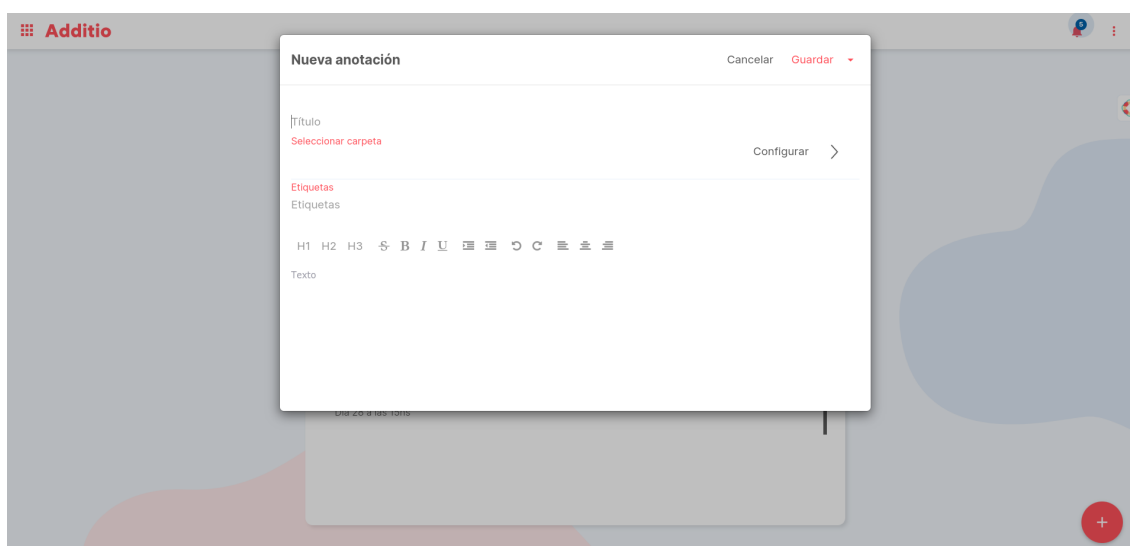 Additio
5
Nueva anotación
Cancelar Guardar
Título
Seleccionar carpeta
Configurar
Etiquetas
Etiquetas
H1 H2 H3 S B I U
Texto
Día 28 a las 15hs